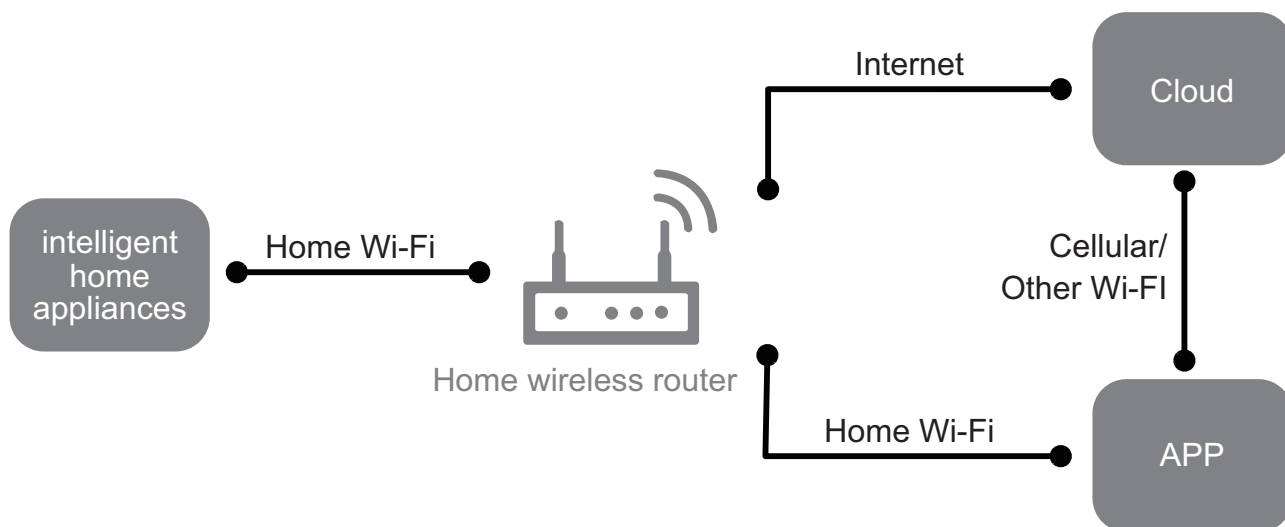 Internet
Cloud
intelligent
home
appliances
Home Wi-Fi
Cellular/
Other Wi-FI
Home wireless router
Home Wi-Fi
APP